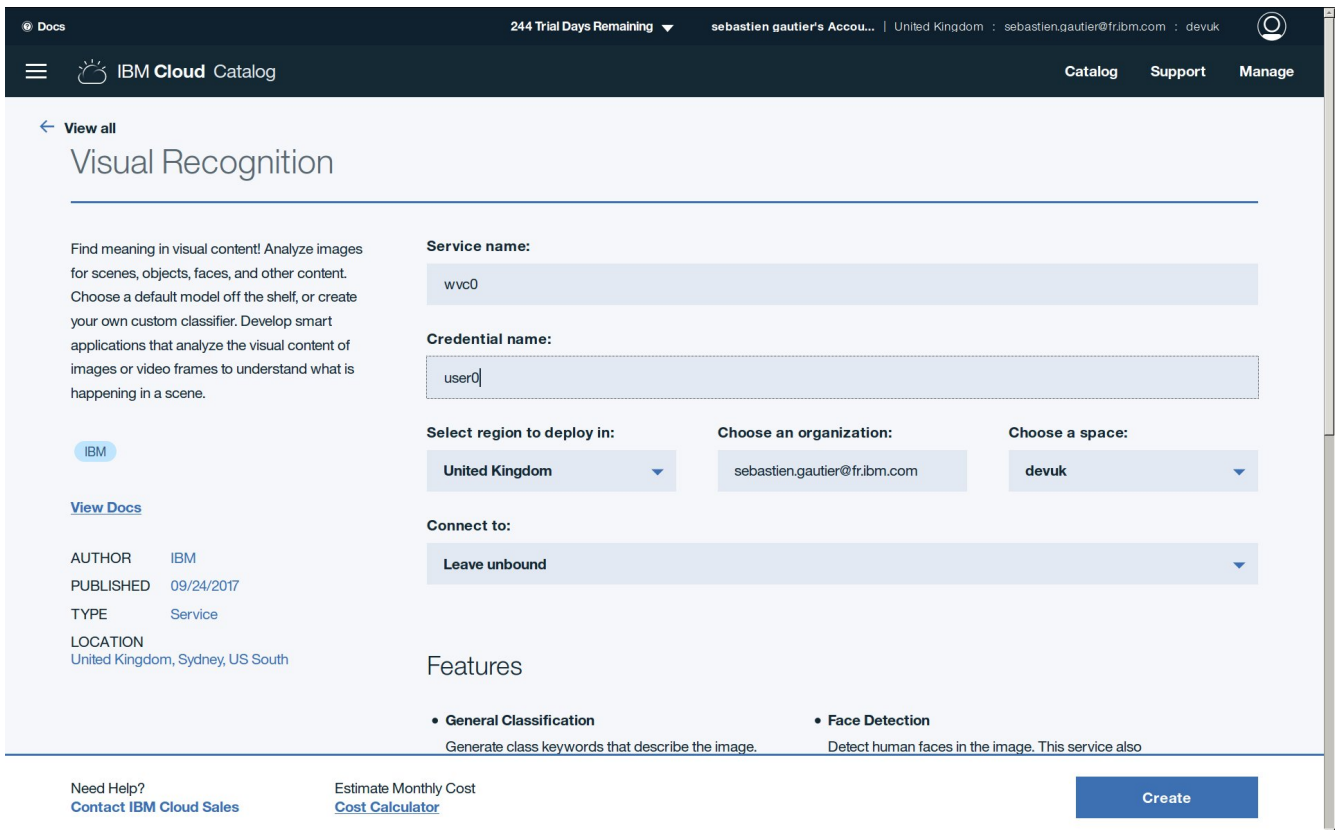 Docs
244 Trial Days Remaining
sebastien gautier's Accou... | United Kingdom : sebastien.gautier@fr.ibm.com : devuk
IBM Cloud Catalog
Catalog Support Manage
View all
Visual Recognition
Find meaning in visual content! Analyze images
for scenes, objects, faces, and other content.
Choose a default model off the shelf, or create
your own custom classifier. Develop smart
applications that analyze the visual content of
images or video frames to understand what is
happening in a scene.
IBM
View Docs
AUTHOR IBM
PUBLISHED 09/24/2017
TYPE Service
LOCATION
United Kingdom, Sydney, US South
Service name:
wvc0
Credential name:
user0
Select region to deploy in:
United Kingdom
Choose an organization:
sebastien.gautier@fr.ibm.com
Choose a space:
devuk
Connect to:
Leave unbound
Features
• General Classification
Generate class keywords that describe the image.
• Face Detection
Detect human faces in the image. This service also
Need Help?
Contact IBM Cloud Sales
Estimate Monthly Cost
Cost Calculator
Create